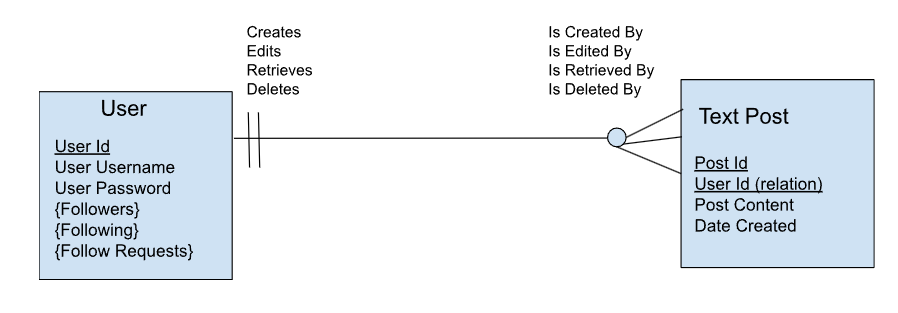 Creates
Edits
Retrieves
Deletes
Is Created By
Is Edited By
Is Retrieved By
Is Deleted By
User
User Id
User Username
User Password
{Followers}
{Following}
{Follow Requests}
Text Post
Post Id
User Id (relation)
Post Content
Date Created